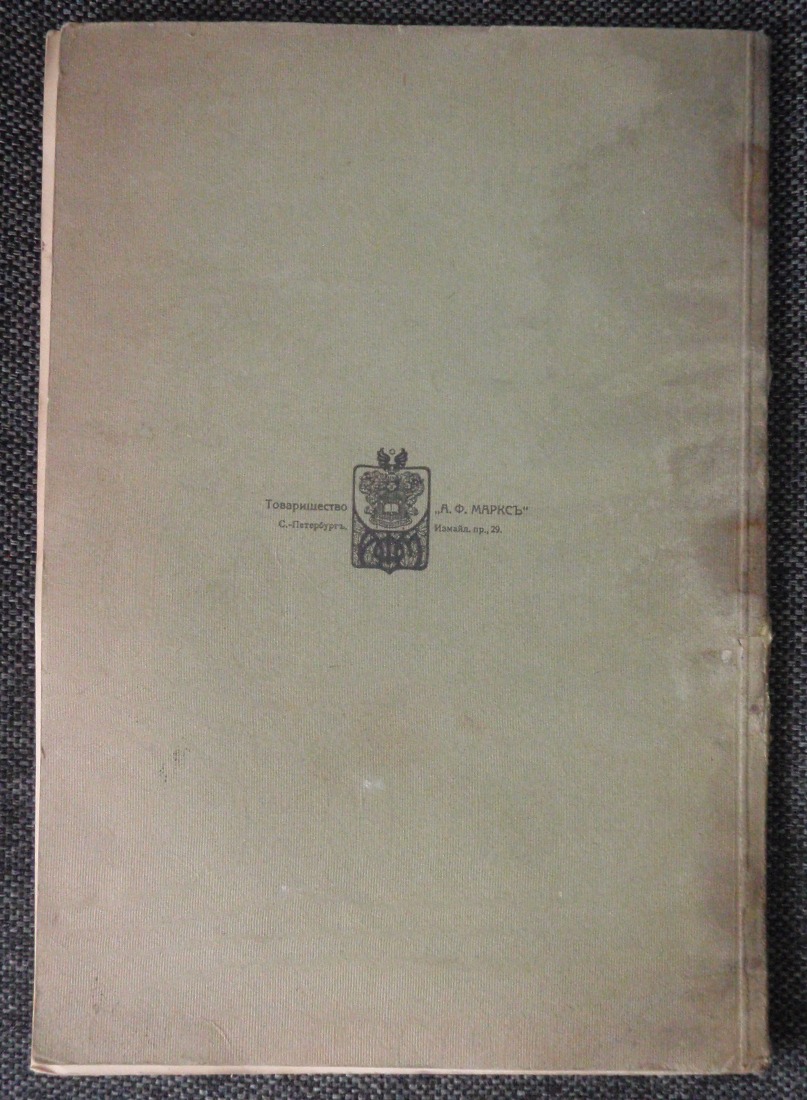 Товарищество „А. Ф. МАРКСЪ"
С.-Петербургъ, Измайл. пр., 29.